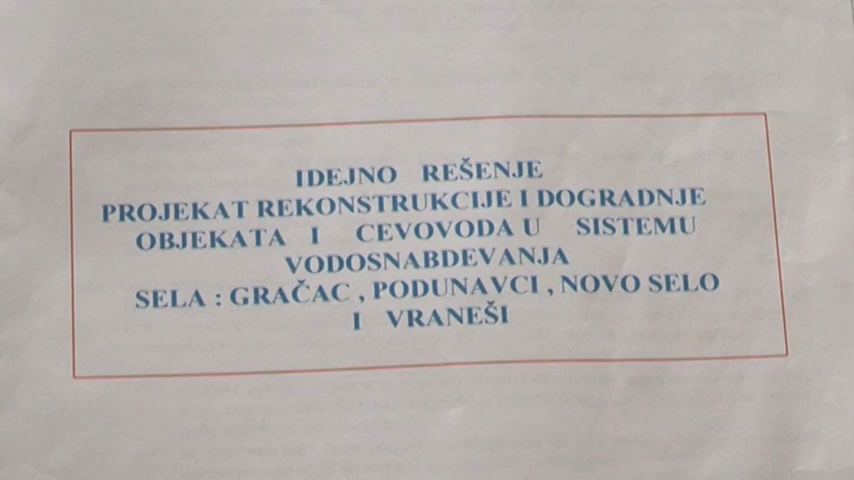 IDEJNO REŠENJE
PROJEKAT REKONSTRUKCIJE I DOGRADNJE
OBJEKATA I CEVOVODA U SISTEMU
VODOSNABDEVANJA
SELA : GRAČAC , PODUNAVCI , NOVO SELO
I VRANEŠI